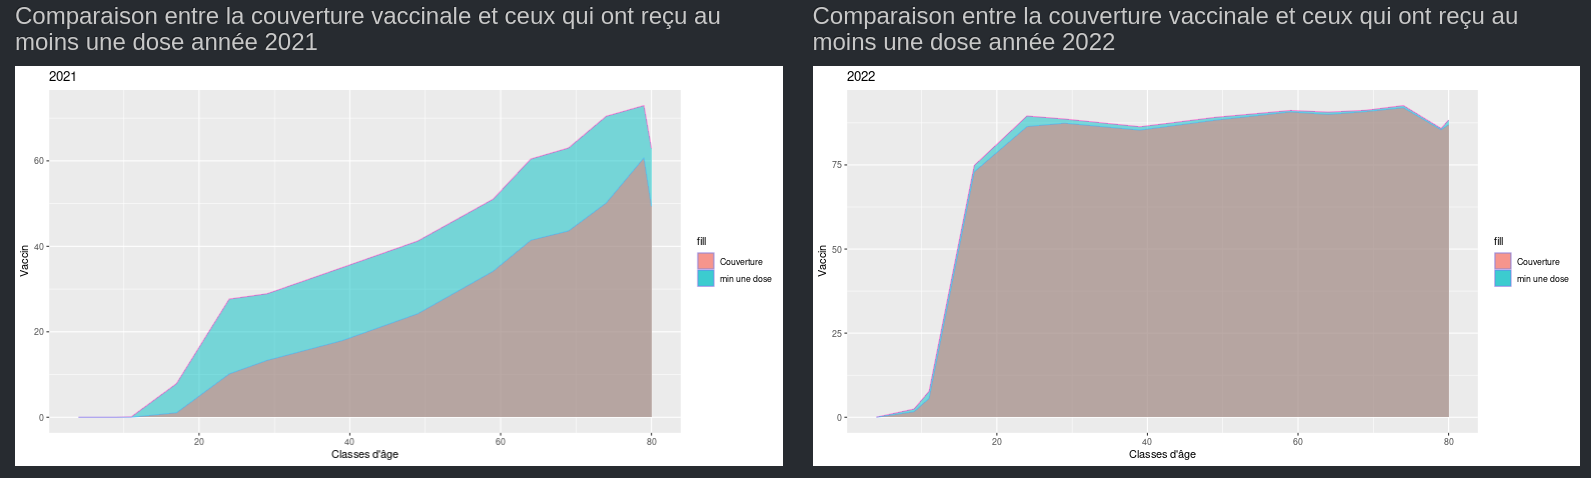 Comparaison entre la couverture vaccinale et ceux qui ont reçu au
moins une dose année 2021
2021
60
40
20
0
Vaccin
20
40
60
80
Classes d'âge
fill
Couverture
min une dose
Comparaison entre la couverture vaccinale et ceux qui ont reçu au
moins une dose année 2022
2022
75
50
25
0
Vaccin
20
40
60
80
Classes d'âge
fill
Couverture
min une dose